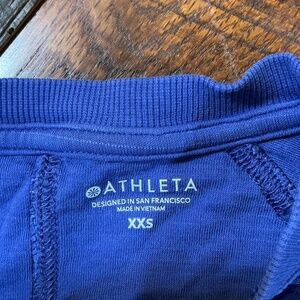 ATHLETA
DESIGNED IN SAN FRANCISCO
MADE IN VIETNAM
XXS